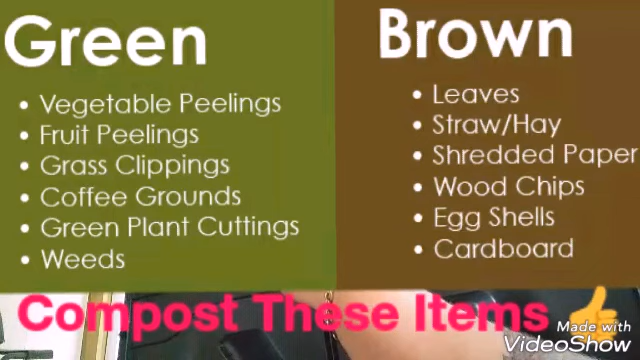 Green
• Vegetable Peelings
• Fruit Peelings
• Grass Clippings
• Coffee Grounds
• Green Plant Cuttings
• Weeds
Brown
• Leaves
• Straw/Hay
• Shredded Paper
• Wood Chips
• Egg Shells
• Cardboard
Compost These Items 👍
Made with
VideoShow